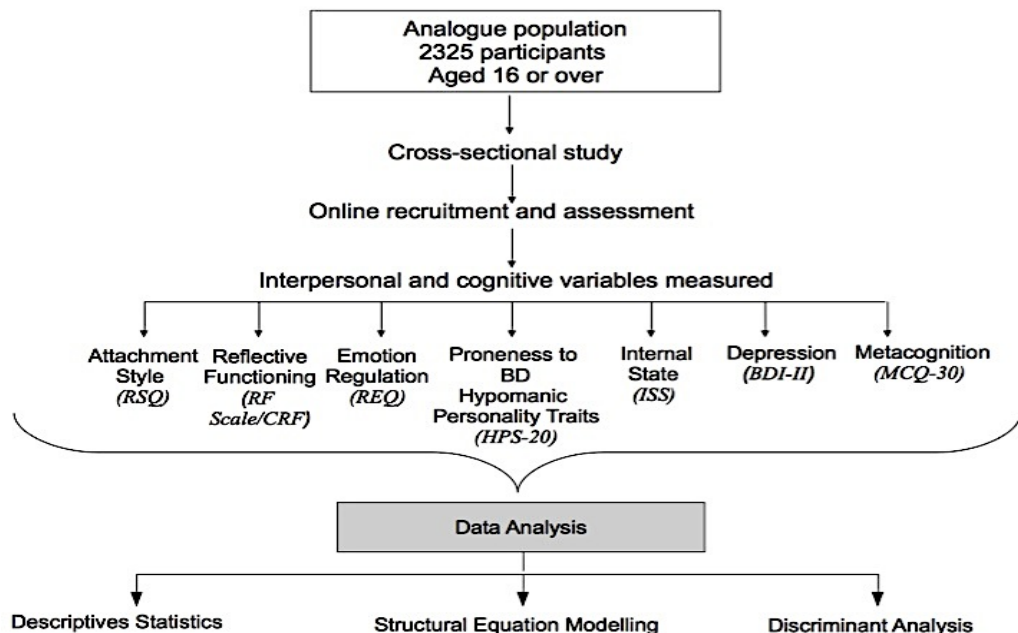 Analogue population
2325 participants
Aged 16 or over
Cross-sectional study
Online recruitment and assessment
Interpersonal and cognitive variables measured
Attachment
Style
(RSQ)
Reflective
Functioning
(RF
Scale/CRF)
Emotion
Regulation
(REQ)
Proneness to
BD
Hypomanic
Personality Traits
(HPS-20)
Internal
State
(ISS)
Depression
(BDI-II)
Metacognition
(MCQ-30)
Data Analysis
Descriptives Statistics
Structural Equation Modelling
Discriminant Analysis